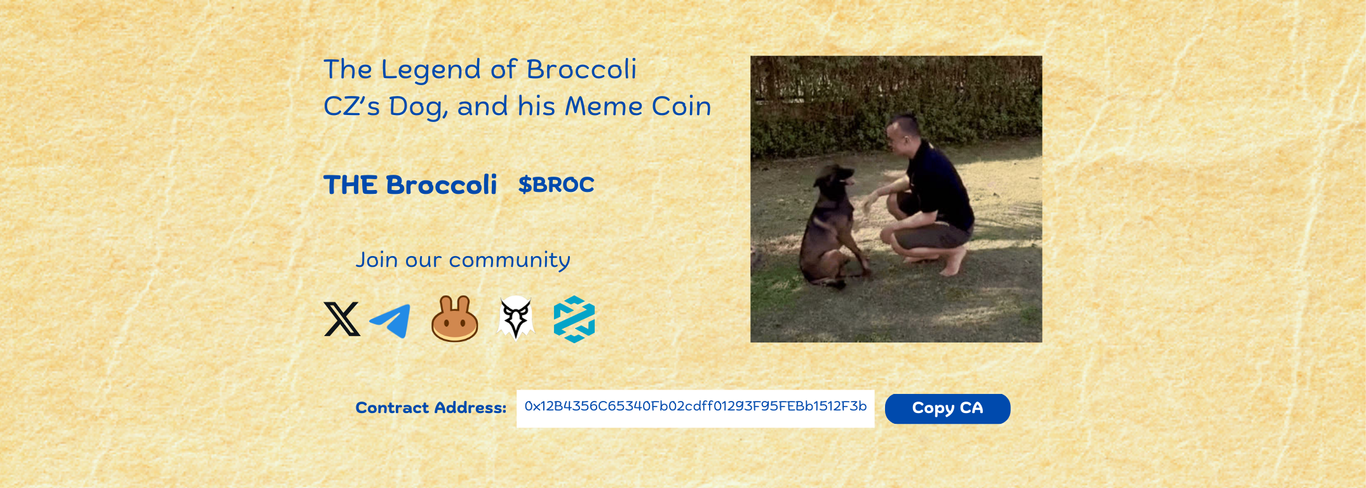 The Legend of Broccoli
CZ's Dog, and his Meme Coin
THE Broccoli $BROC
Join our community
Contract Address: 0x12B4356C65340Fb02cdff01293F95FEBb1512F3b Copy CA